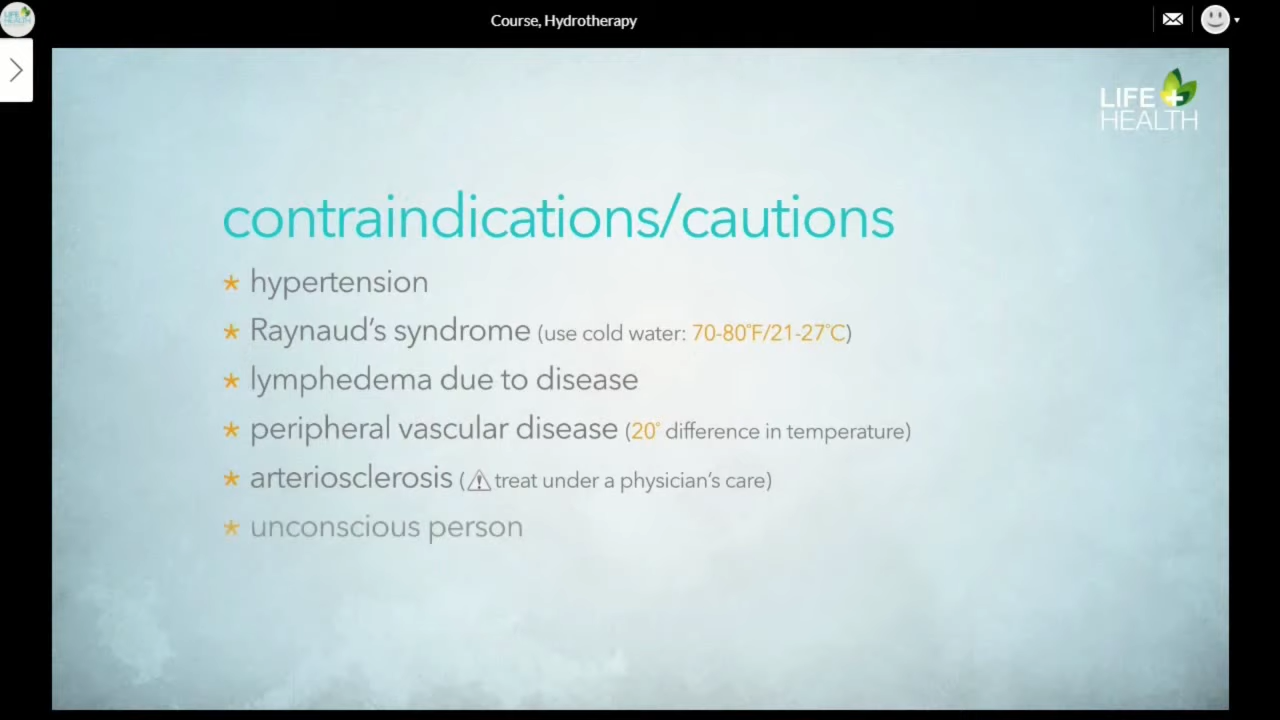 Course, Hydrotherapy
LIFE
HEALTH
contraindications/cautions
* hypertension
* Raynaud's syndrome (use cold water: 70-80°F/21-27°C)
* lymphedema due to disease
* peripheral vascular disease (20° difference in temperature)
* arteriosclerosis (⚠ treat under a physician's care)
* unconscious person